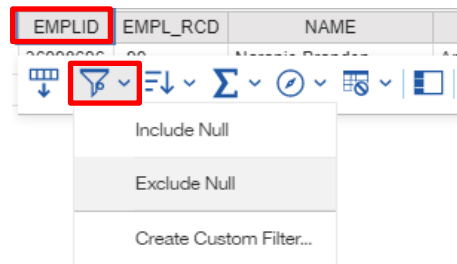 EMPLID EMPL_RCD NAME
Include Null
Exclude Null
Create Custom Filter...